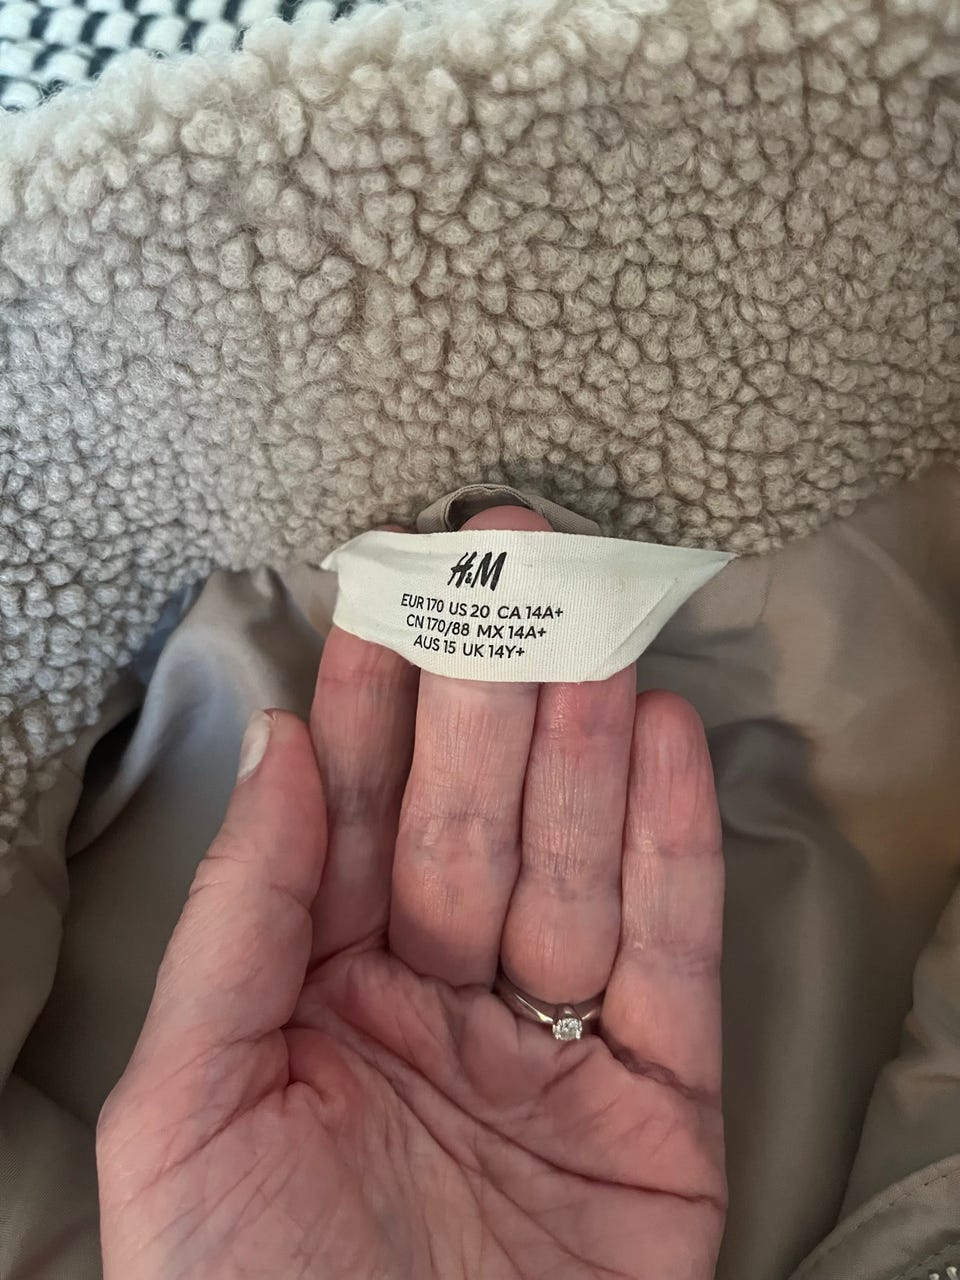 H&M
EUR 170 US 20 CA 14A+
CN 170/88 MX 14A+
AUS 15 UK 14Y+